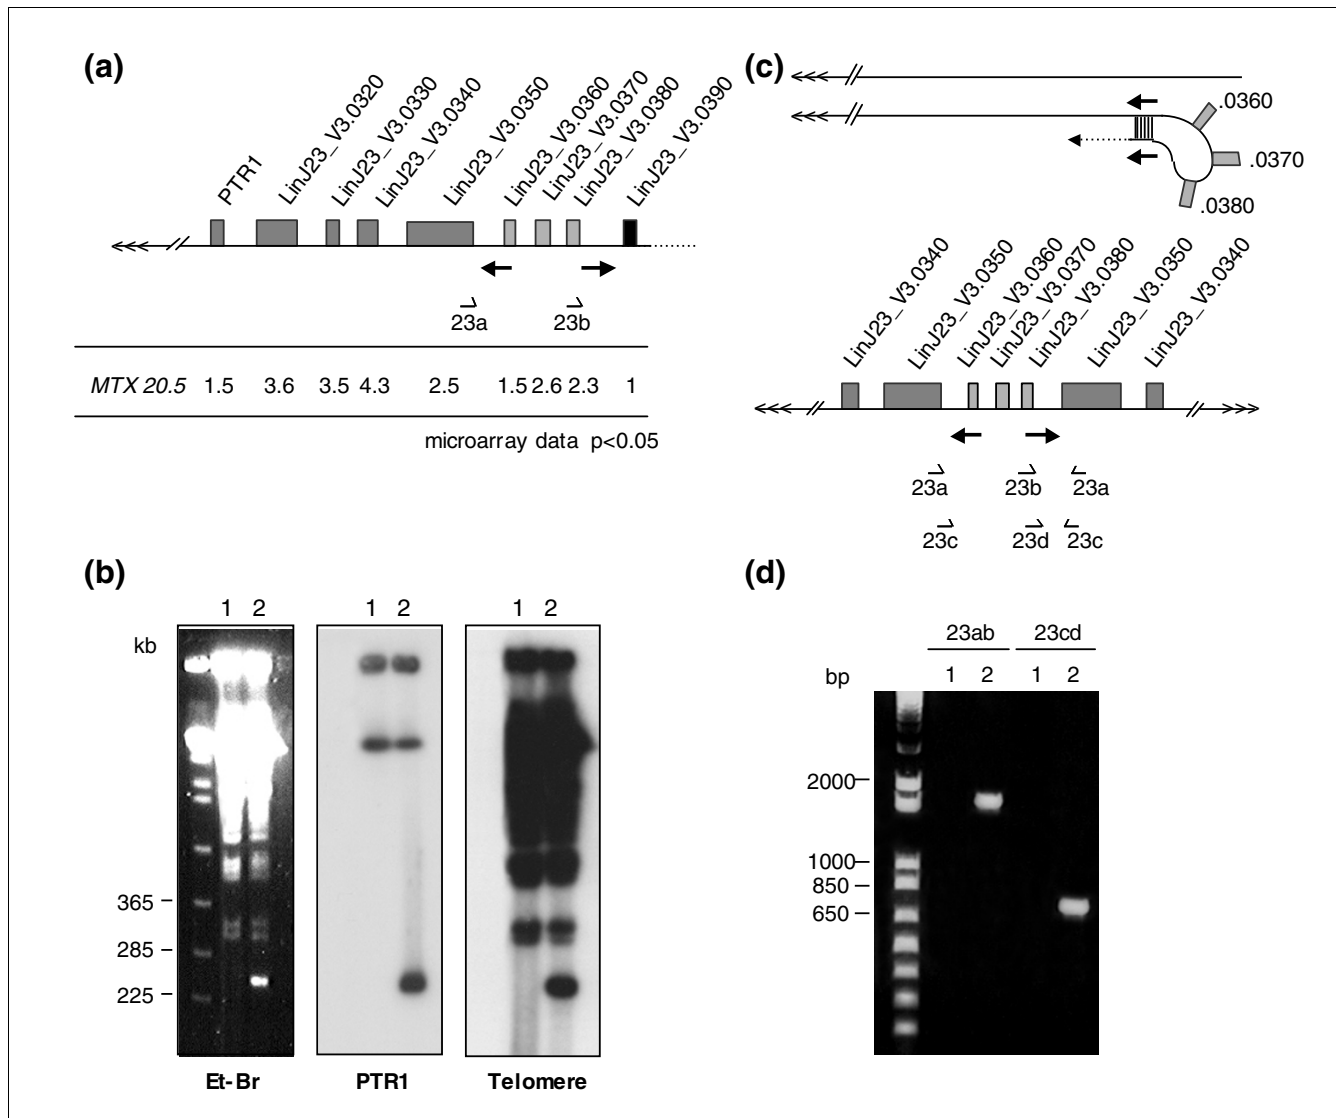 (a)
PTR1
LinJ23_V3.0320
LinJ23_V3.0330
LinJ23_V3.0340
LinJ23_V3.0350
LinJ23_V3.0360
LinJ23_V3.0370
LinJ23_V3.0380
LinJ23_V3.0390
23a 23b
MTX 20.5 1.5 3.6 3.5 4.3 2.5 1.5 2.6 2.3 1
microarray data p<0.05
(b)
1 2 1 2 1 2
kb
365
285
225
Et-Br PTR1 Telomere
(c)
.0360
.0370
.0380
LinJ23_V3.0340
LinJ23_V3.0350
LinJ23_V3.0360
LinJ23_V3.0370
LinJ23_V3.0380
LinJ23_V3.0350
LinJ23_V3.0340
23a 23b 23a
23c 23d 23c
(d)
23ab 23cd
bp 1 2 1 2
2000
1000
850
650